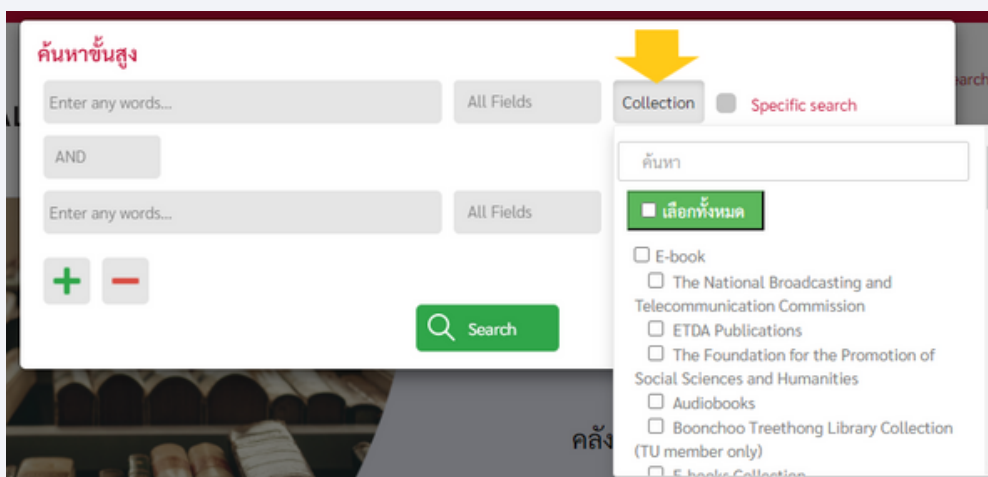 ค้นหาขั้นสูง
Enter any words...
All Fields
Collection
Specific search
AND
ค้นหา
Enter any words...
All Fields
เลือกทั้งหมด
E-book
The National Broadcasting and
Telecommunication Commission
ETDA Publications
The Foundation for the Promotion of
Social Sciences and Humanities
Audiobooks
Boonchoo Treethong Library Collection
(TU member only)
E-books Collection
Search
คลัง
earch